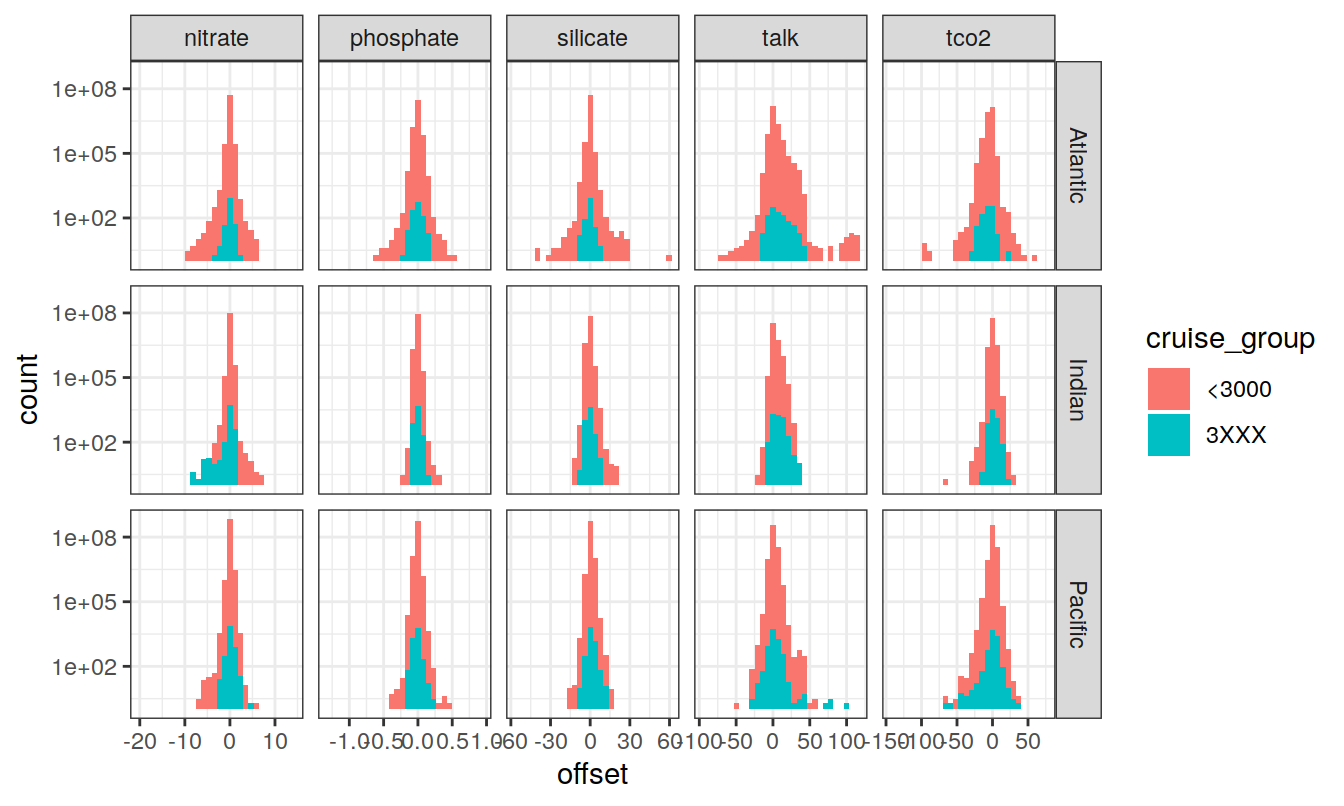 nitrate phosphate silicate talk tco2
1e+08
1e+05
1e+02
Atlantic
1e+08
1e+05
1e+02
Indian
1e+08
1e+05
1e+02
Pacific
count
-20 -10 0 10 -1.0 -0.5 0.0 0.5 1.0 -60 -30 0 30 60 -100 -50 0 50 100 -150 -100 -50 0 50
offset
cruise_group
<3000
3XXX